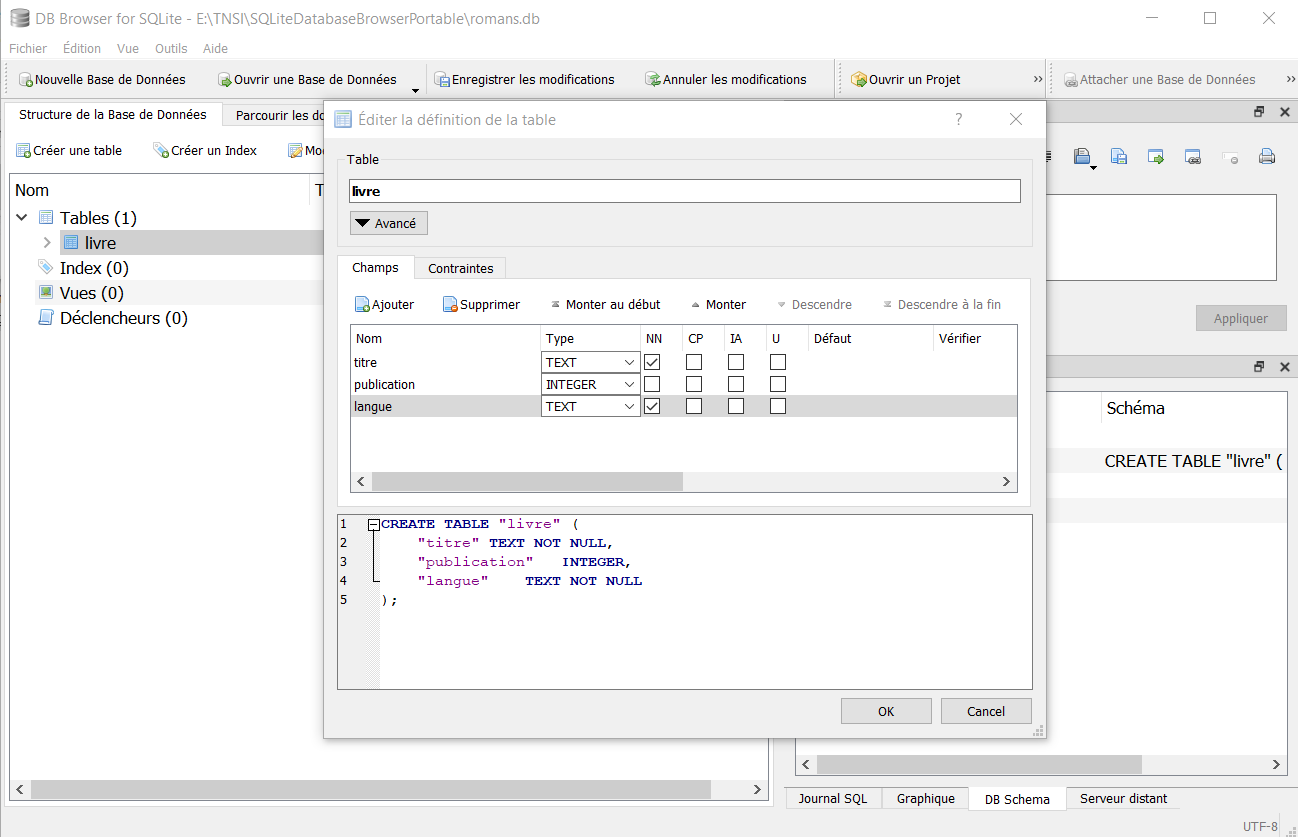 DB Browser for SQLite - E:\TNSI\SQLiteDatabaseBrowserPortable\romans.db
Fichier Édition Vue Outils Aide
Nouvelle Base de Données Ouvrir une Base de Données Enregistrer les modifications Annuler les modifications Ouvrir un Projet » Attacher une Base de Données »
Structure de la Base de Données Parcourir les do
Créer une table Créer un Index Mo
Nom T
Tables (1)
livre
Index (0)
Vues (0)
Déclencheurs (0)
Éditer la définition de la table ?
Table
livre
Avancé
Champs Contraintes
Ajouter Supprimer Monter au début Monter Descendre Descendre à la fin
Nom Type NN CP IA U Défaut Vérifier
titre TEXT
publication INTEGER
langue TEXT
1 CREATE TABLE "livre" (
2 "titre" TEXT NOT NULL,
3 "publication" INTEGER,
4 "langue" TEXT NOT NULL
5 );
OK Cancel
Appliquer
Schéma
CREATE TABLE "livre" (
Journal SQL Graphique DB Schema Serveur distant
UTF-8